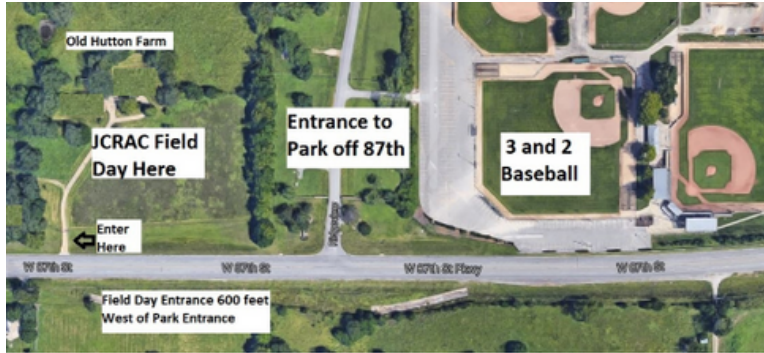 Old Hutton Farm
JCRAC Field
Day Here
Entrance to
Park off 87th
3 and 2
Baseball
Enter
Here
W 87th St
W 87th St
W 87th St Pkwy
W 87th St
Field Day Entrance 600 feet
West of Park Entrance